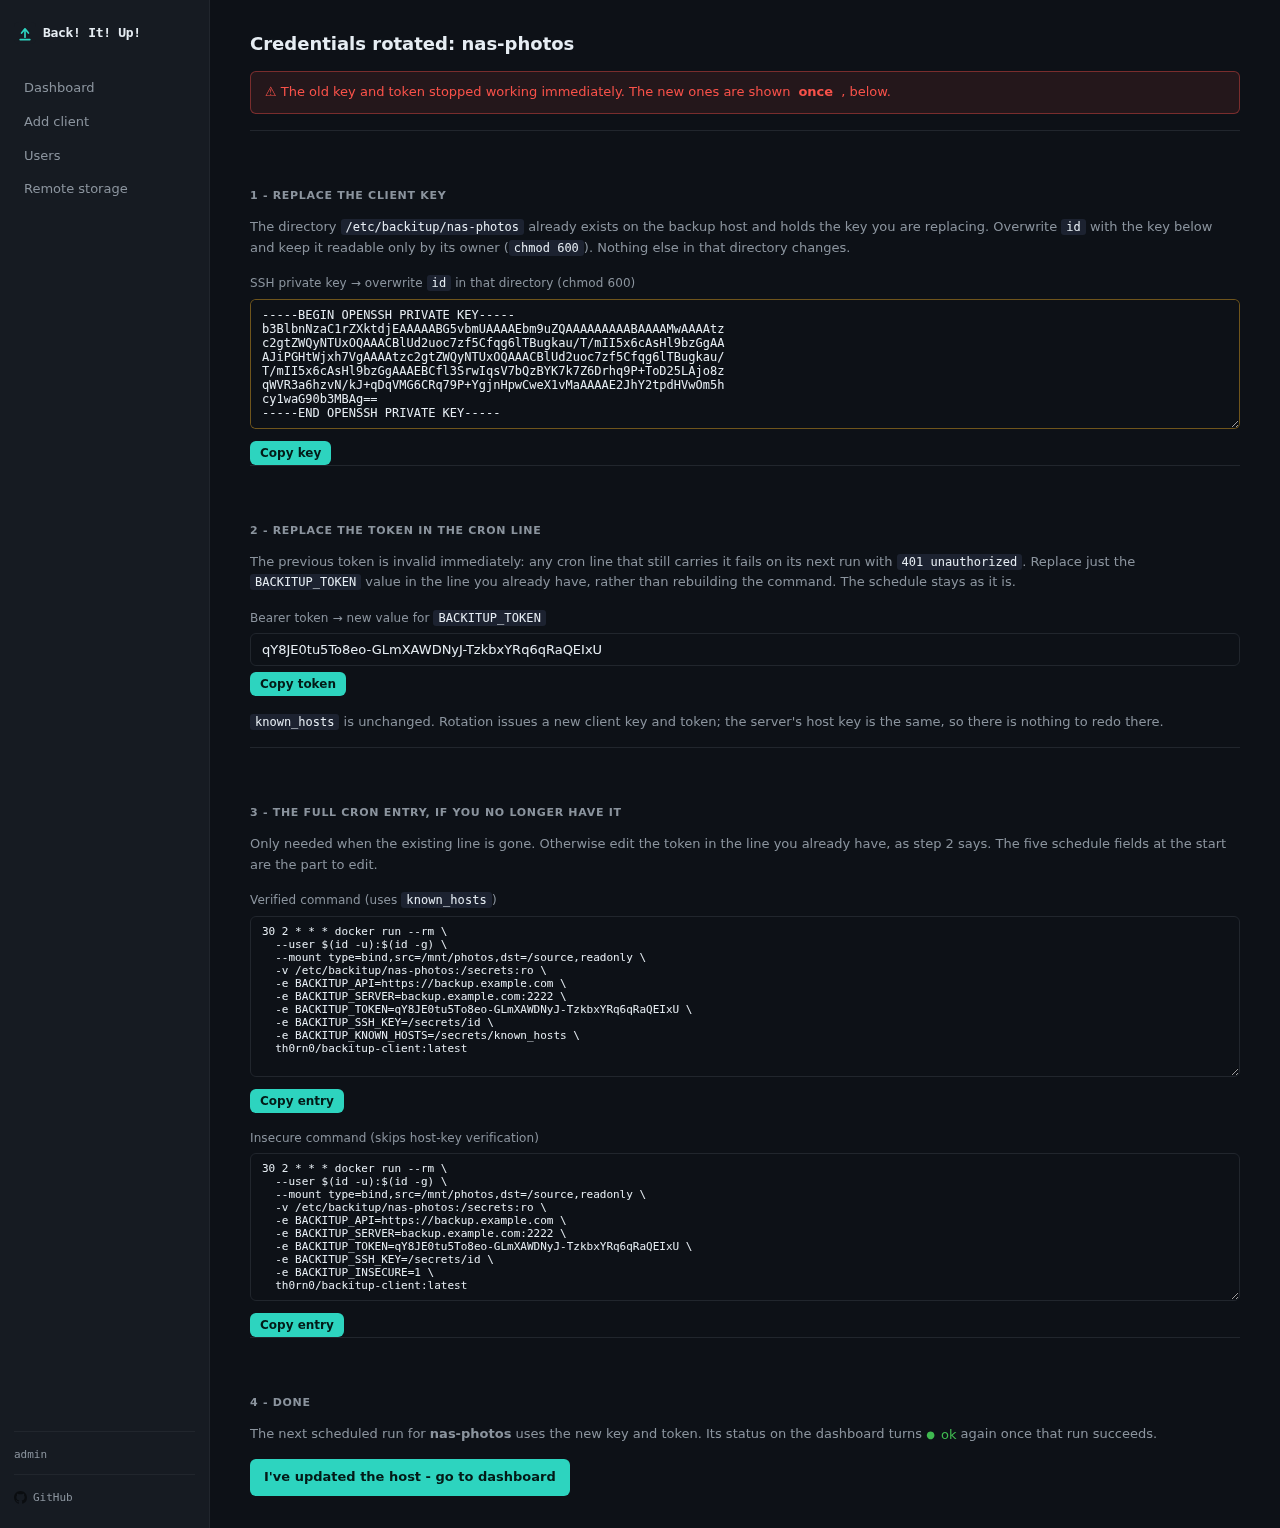 Back! It! Up!
Dashboard
Add client
Users
Remote storage
admin
GitHub
Credentials rotated: nas-photos
⚠ The old key and token stopped working immediately. The new ones are shown once , below.
1 - REPLACE THE CLIENT KEY
The directory /etc/backitup/nas-photos already exists on the backup host and holds the key you are replacing. Overwrite id with the key below
and keep it readable only by its owner ( chmod 600 ). Nothing else in that directory changes.
SSH private key → overwrite id in that directory (chmod 600)
-----BEGIN OPENSSH PRIVATE KEY-----
b3BlbnNzaC1rZXktdjEAAAAABG5vbmUAAAAEbm9uZQAAAAAAAAABAAAAMwAAAAtz
c2gtZWQyNTUxOQAAACBlUd2uoc7zf5Cfqg6lTBugkau/T/mII5x6cAsHl9bzGgAA
AJiPGHtWjxh7VgAAAAtzc2gtZWQyNTUxOQAAACBlUd2uoc7zf5Cfqg6lTBugkau/
T/mII5x6cAsHl9bzGgAAAEBCfl3SrwIqsV7bQzBYK7k7Z6Drhq9P+ToD25LAjo8z
qWVR3a6hzvN/kJ+qDqVMG6CRq79P+YgjnHpwCweX1vMaAAAAE2JhY2tpdHVwOm5h
cy1waG90b3MBAg==
-----END OPENSSH PRIVATE KEY-----
Copy key
2 - REPLACE THE TOKEN IN THE CRON LINE
The previous token is invalid immediately: any cron line that still carries it fails on its next run with 401 unauthorized . Replace just the
BACKITUP_TOKEN value in the line you already have, rather than rebuilding the command. The schedule stays as it is.
Bearer token → new value for BACKITUP_TOKEN
qY8JE0tu5To8eo-GLmXAWDNyJ-TzkbxYRq6qRaQEIxU
Copy token
known_hosts is unchanged. Rotation issues a new client key and token; the server's host key is the same, so there is nothing to redo there.
3 - THE FULL CRON ENTRY, IF YOU NO LONGER HAVE IT
Only needed when the existing line is gone. Otherwise edit the token in the line you already have, as step 2 says. The five schedule fields at the start
are the part to edit.
Verified command (uses known_hosts )
30 2 * * * docker run --rm \
--user $(id -u):$(id -g) \
--mount type=bind,src=/mnt/photos,dst=/source,readonly \
-v /etc/backitup/nas-photos:/secrets:ro \
-e BACKITUP_API=https://backup.example.com \
-e BACKITUP_SERVER=backup.example.com:2222 \
-e BACKITUP_TOKEN=qY8JE0tu5To8eo-GLmXAWDNyJ-TzkbxYRq6qRaQEIxU \
-e BACKITUP_SSH_KEY=/secrets/id \
-e BACKITUP_KNOWN_HOSTS=/secrets/known_hosts \
th0rn0/backitup-client:latest
Copy entry
Insecure command (skips host-key verification)
30 2 * * * docker run --rm \
--user $(id -u):$(id -g) \
--mount type=bind,src=/mnt/photos,dst=/source,readonly \
-v /etc/backitup/nas-photos:/secrets:ro \
-e BACKITUP_API=https://backup.example.com \
-e BACKITUP_SERVER=backup.example.com:2222 \
-e BACKITUP_TOKEN=qY8JE0tu5To8eo-GLmXAWDNyJ-TzkbxYRq6qRaQEIxU \
-e BACKITUP_SSH_KEY=/secrets/id \
-e BACKITUP_INSECURE=1 \
th0rn0/backitup-client:latest
Copy entry
4 - DONE
The next scheduled run for nas-photos uses the new key and token. Its status on the dashboard turns ● ok again once that run succeeds.
I've updated the host - go to dashboard